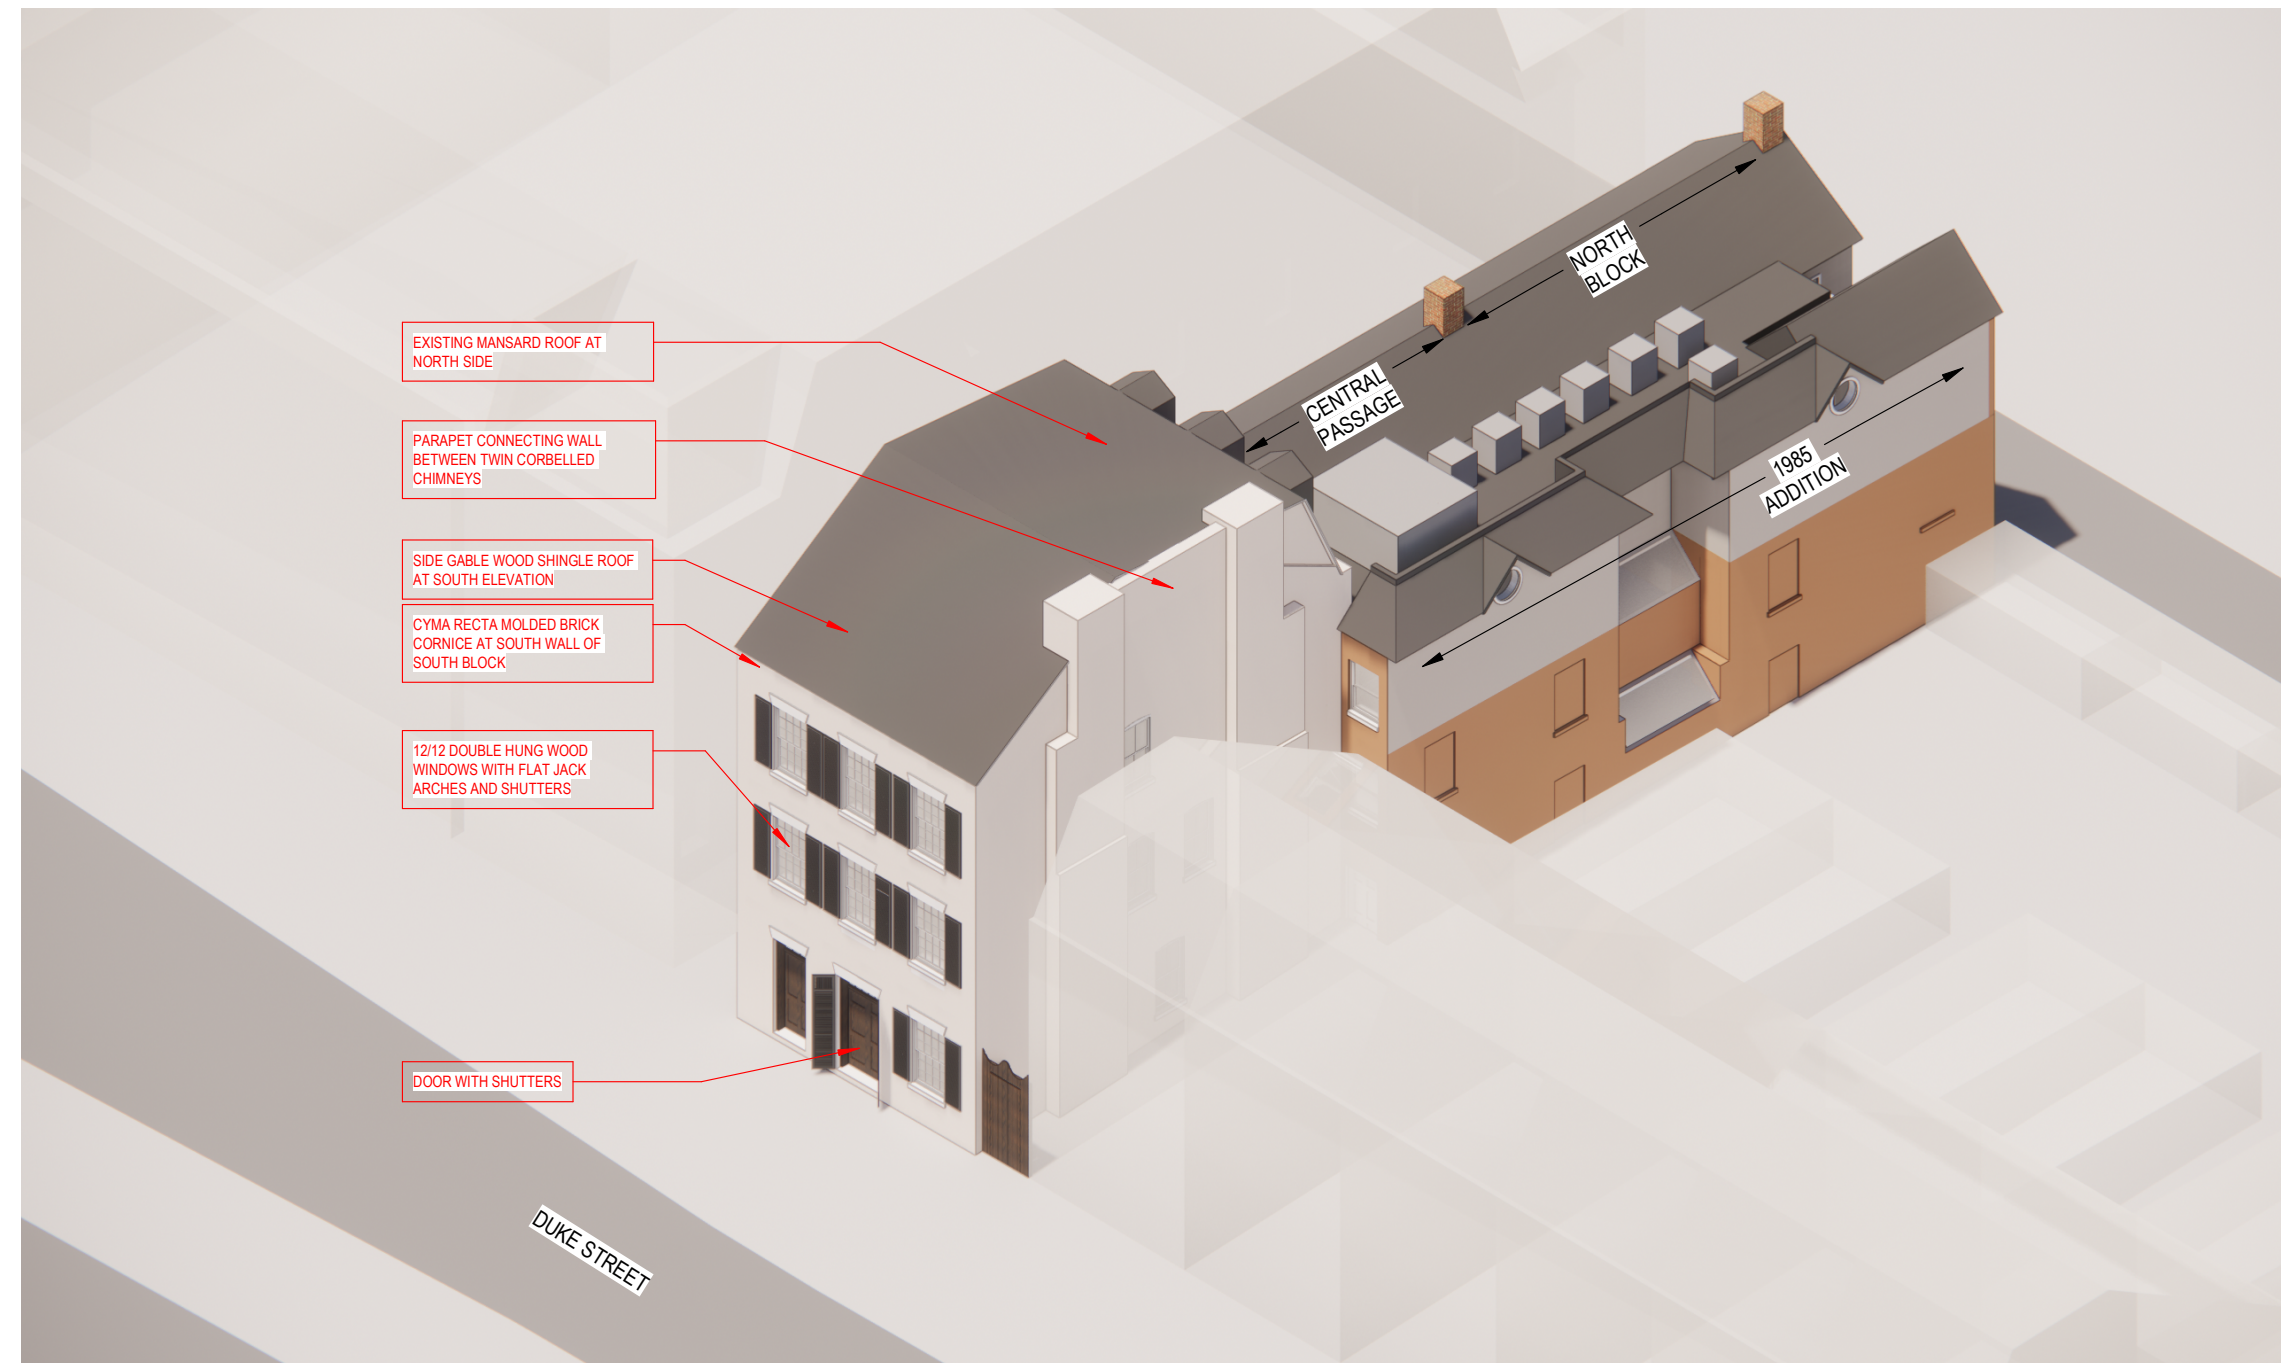 EXISTING MANSARD ROOF AT
NORTH SIDE
PARAPET CONNECTING WALL
BETWEEN TWIN CORBELLED
CHIMNEYS
SIDE GABLE WOOD SHINGLE ROOF
AT SOUTH ELEVATION
CYMA RECTA MOLDED BRICK
CORNICE AT SOUTH WALL OF
SOUTH BLOCK
12/12 DOUBLE HUNG WOOD
WINDOWS WITH FLAT JACK
ARCHES AND SHUTTERS
DOOR WITH SHUTTERS
DUKE STREET
CENTRAL
PASSAGE
NORTH
BLOCK
1985
ADDITION